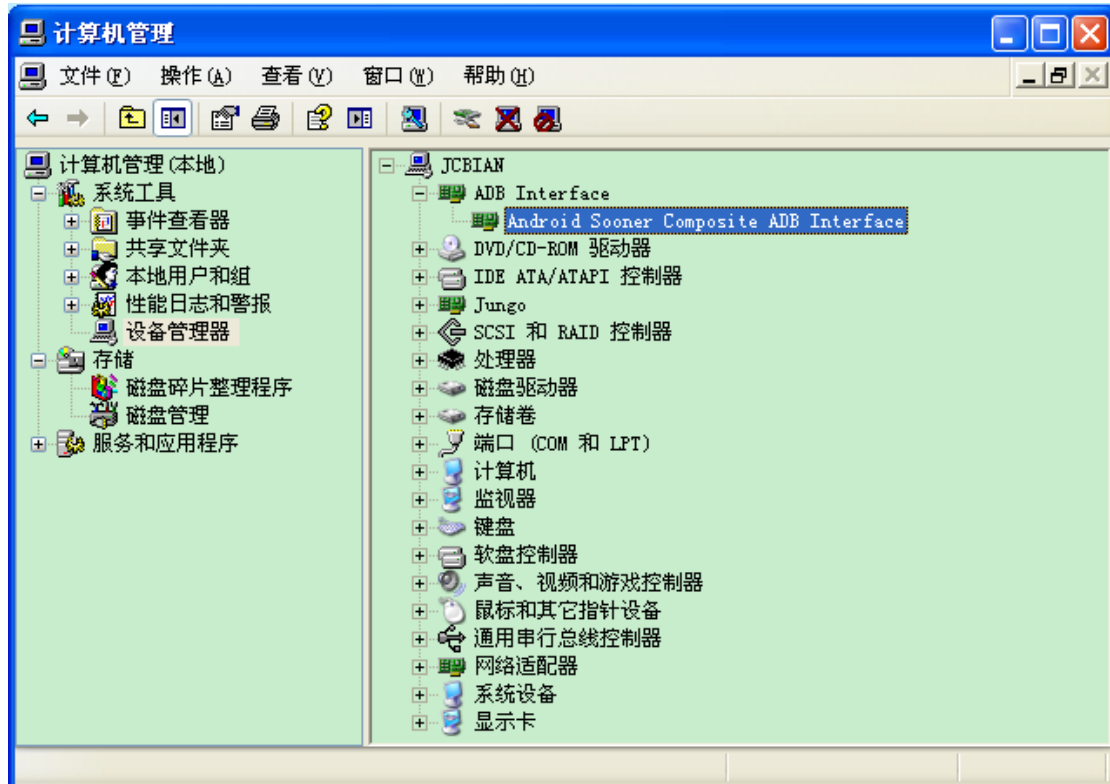 计算机管理
文件(F) 操作(A) 查看(V) 窗口(W) 帮助(H)
计算机管理(本地)
系统工具
事件查看器
共享文件夹
本地用户和组
性能日志和警报
设备管理器
存储
磁盘碎片整理程序
磁盘管理
服务和应用程序
JCBIAN
ADB Interface
Android Sooner Composite ADB Interface
DVD/CD-ROM 驱动器
IDE ATA/ATAPI 控制器
Jungo
SCSI 和 RAID 控制器
处理器
磁盘驱动器
存储卷
端口 (COM 和 LPT)
计算机
监视器
键盘
软盘控制器
声音、视频和游戏控制器
鼠标和其它指针设备
通用串行总线控制器
网络适配器
系统设备
显示卡